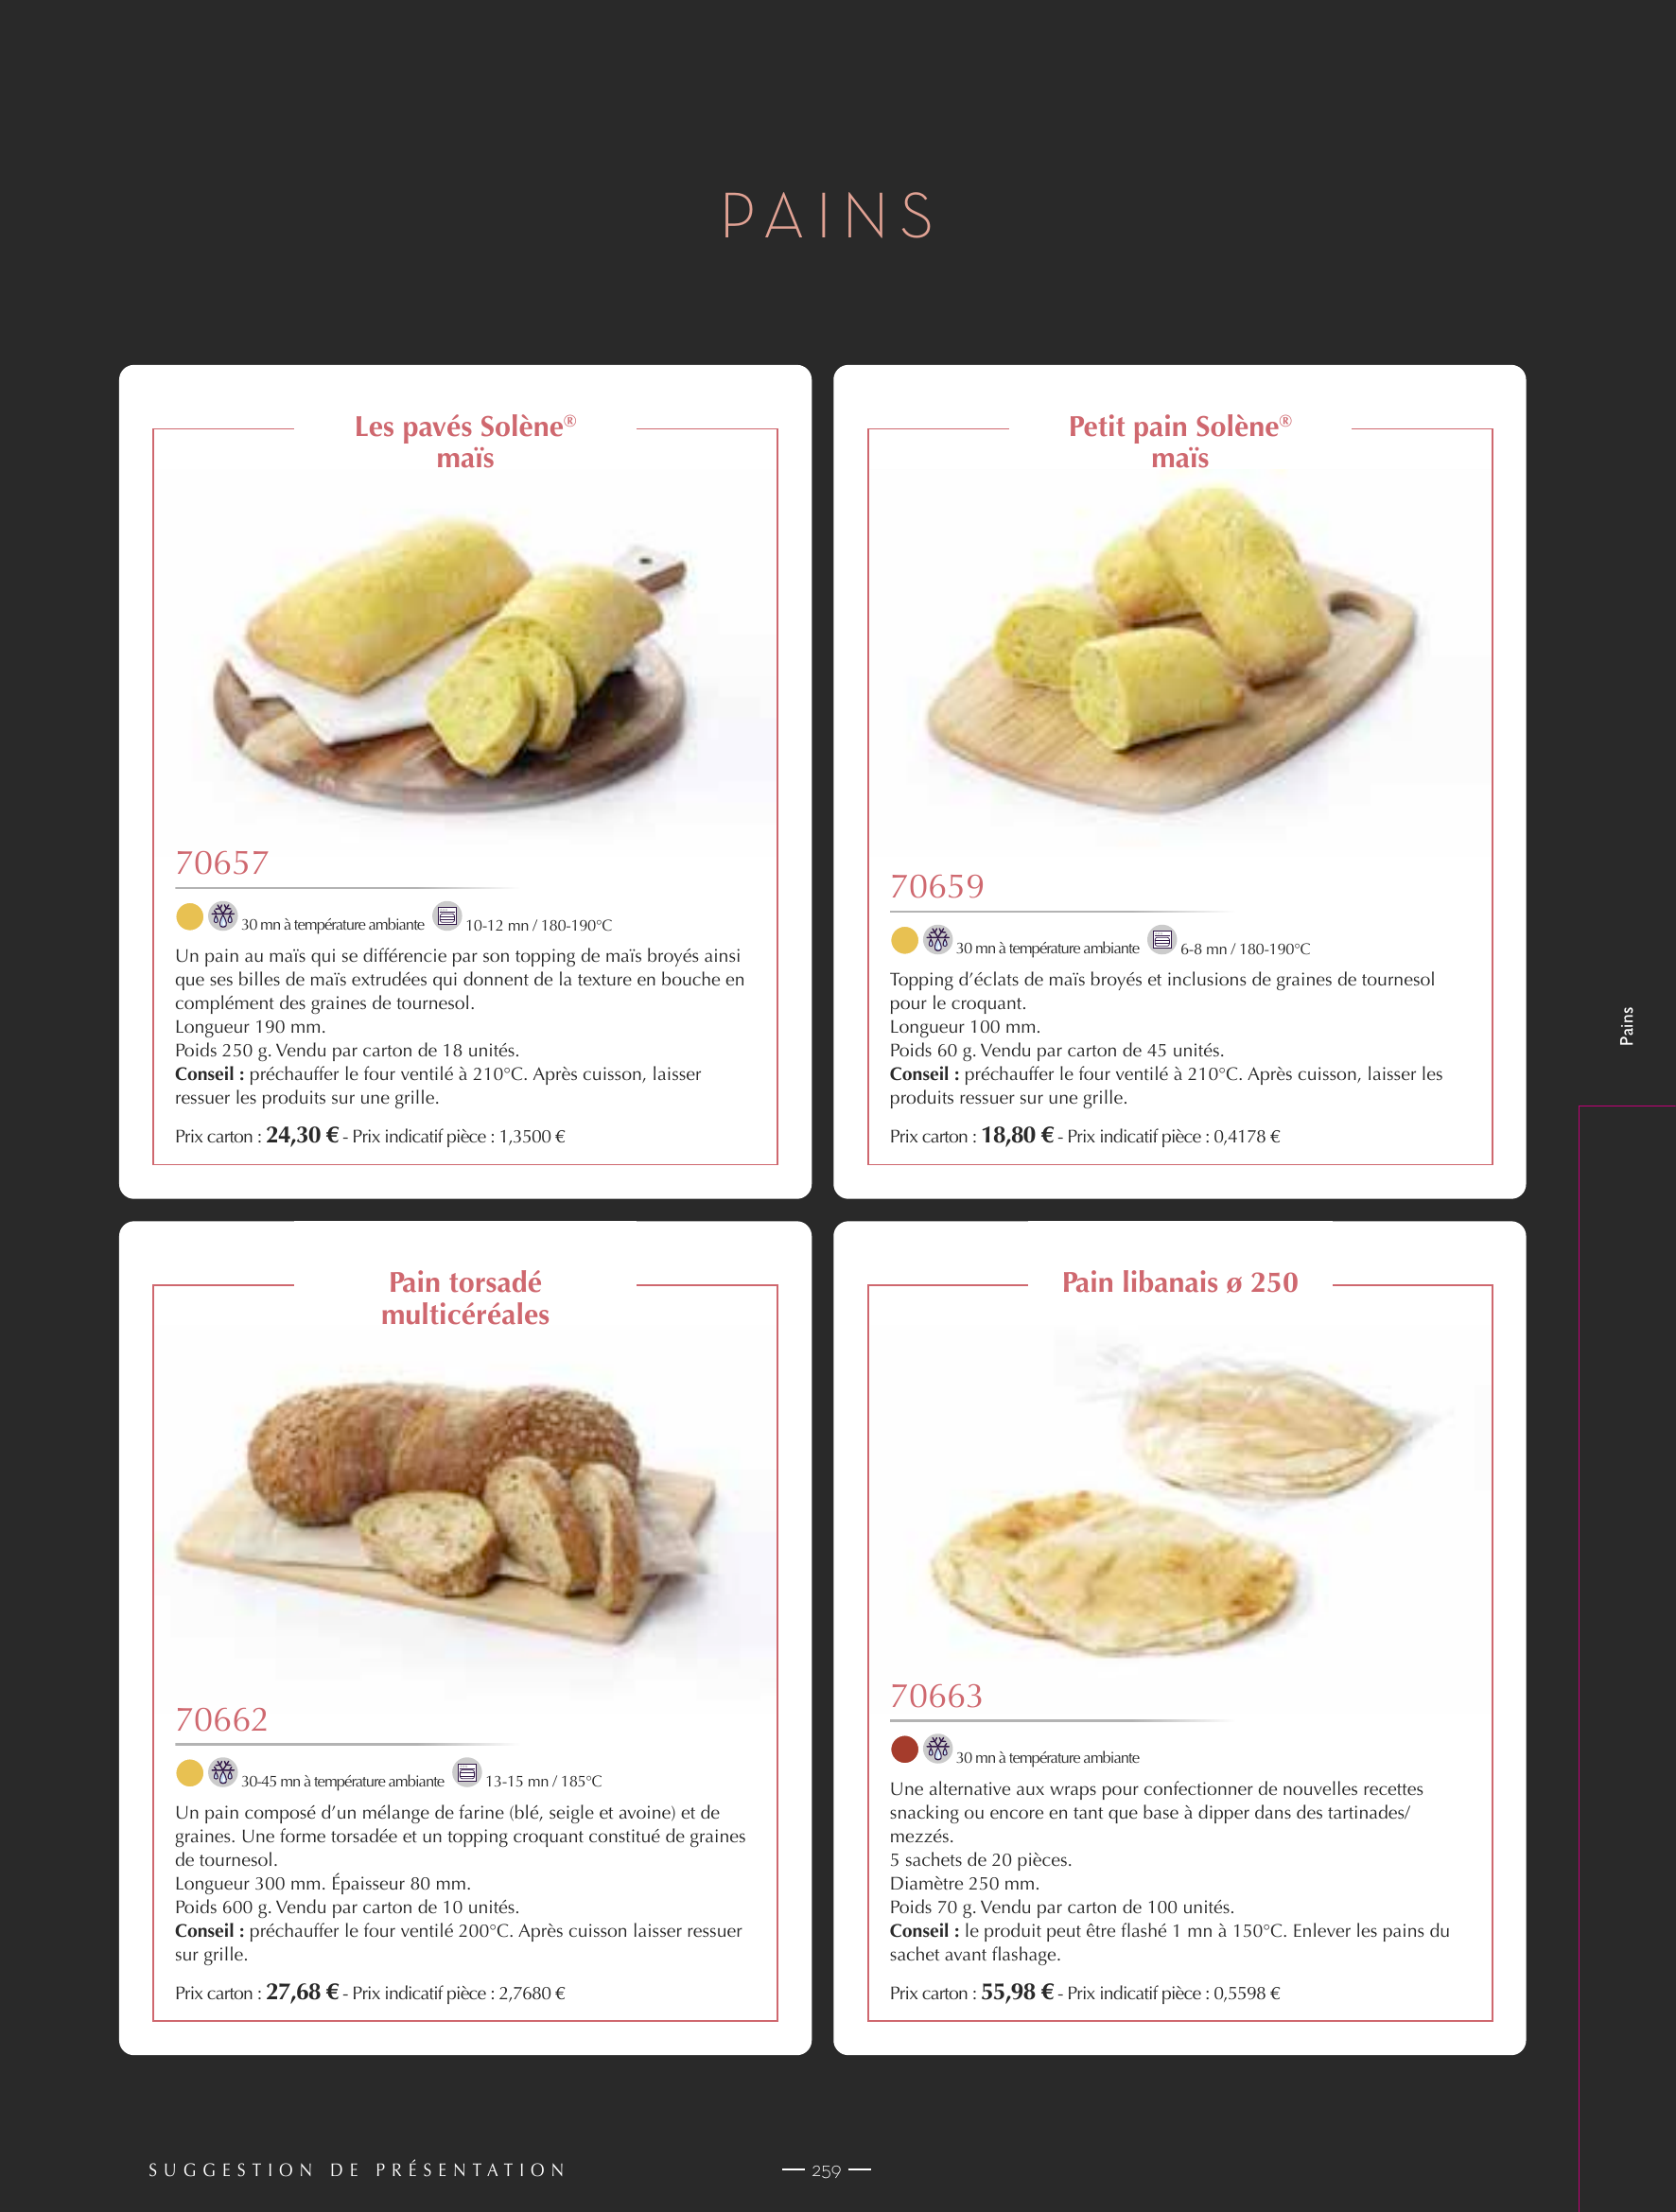 PAINS
Les pavés Solène®
maïs
70657
30 mn à température ambiante 10-12 mn / 180-190°C
Un pain au maïs qui se différencie par son topping de maïs broyés ainsi
que ses billes de maïs extrudées qui donnent de la texture en bouche en
complément des graines de tournesol.
Longueur 190 mm.
Poids 250 g. Vendu par carton de 18 unités.
Conseil : préchauffer le four ventilé à 210°C. Après cuisson, laisser
ressuer les produits sur une grille.
Prix carton : 24,30 € - Prix indicatif pièce : 1,3500 €
Petit pain Solène®
maïs
70659
30 mn à température ambiante 6-8 mn / 180-190°C
Topping d’éclats de maïs broyés et inclusions de graines de tournesol
pour le croquant.
Longueur 100 mm.
Poids 60 g. Vendu par carton de 45 unités.
Conseil : préchauffer le four ventilé à 210°C. Après cuisson, laisser les
produits ressuer sur une grille.
Prix carton : 18,80 € - Prix indicatif pièce : 0,4178 €
Pain torsadé
multicéréales
70662
30-45 mn à température ambiante 13-15 mn / 185°C
Un pain composé d’un mélange de farine (blé, seigle et avoine) et de
graines. Une forme torsadée et un topping croquant constitué de graines
de tournesol.
Longueur 300 mm. Épaisseur 80 mm.
Poids 600 g. Vendu par carton de 10 unités.
Conseil : préchauffer le four ventilé 200°C. Après cuisson laisser ressuer
sur grille.
Prix carton : 27,68 € - Prix indicatif pièce : 2,7680 €
Pain libanais ø 250
70663
30 mn à température ambiante
Une alternative aux wraps pour confectionner de nouvelles recettes
snacking ou encore en tant que base à dipper dans des tartinades/
mezzés.
5 sachets de 20 pièces.
Diamètre 250 mm.
Poids 70 g. Vendu par carton de 100 unités.
Conseil : le produit peut être flashé 1 mn à 150°C. Enlever les pains du
sachet avant flashage.
Prix carton : 55,98 € - Prix indicatif pièce : 0,5598 €
Pains
SUGGESTION DE PRÉSENTATION
259